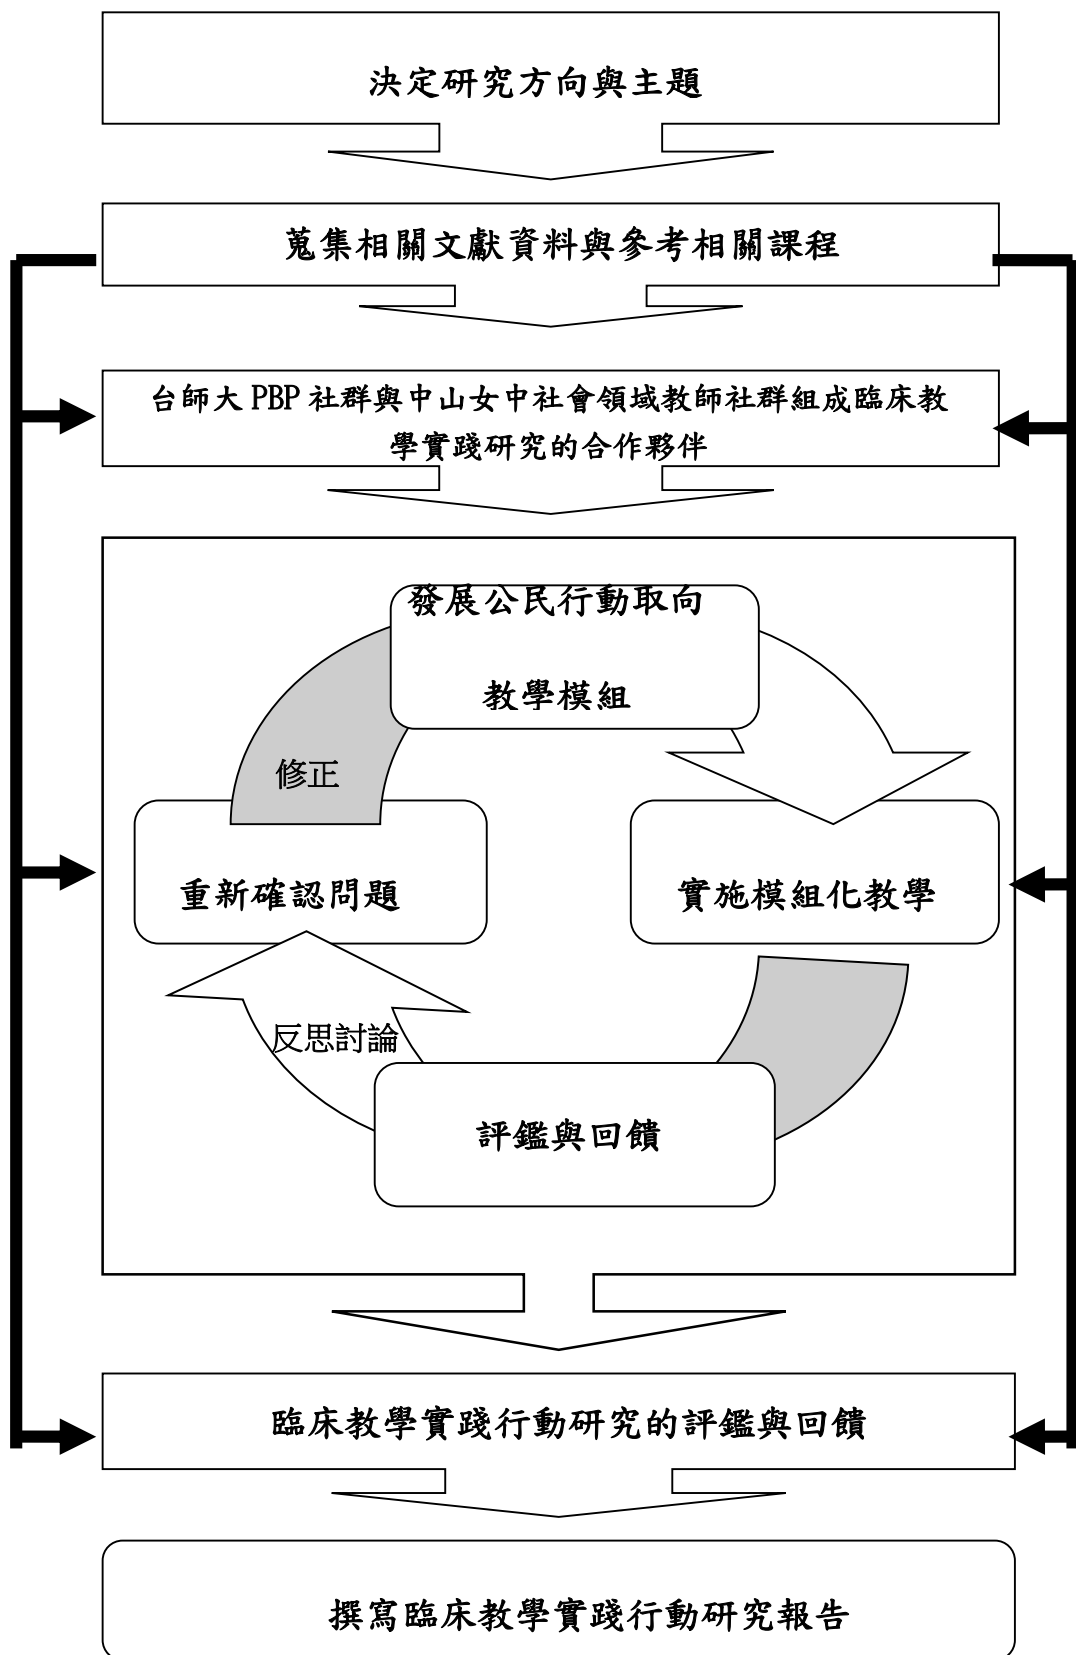 決定研究方向與主題
蒐集相關文獻資料與參考相關課程
台師大 PBP 社群與中山女中社會領域教師社群組成臨床教
學實踐研究的合作夥伴
發展公民行動取向
教學模組
修正
重新確認問題
實施模組化教學
反思討論
評鑑與回饋
臨床教學實踐行動研究的評鑑與回饋
撰寫臨床教學實踐行動研究報告